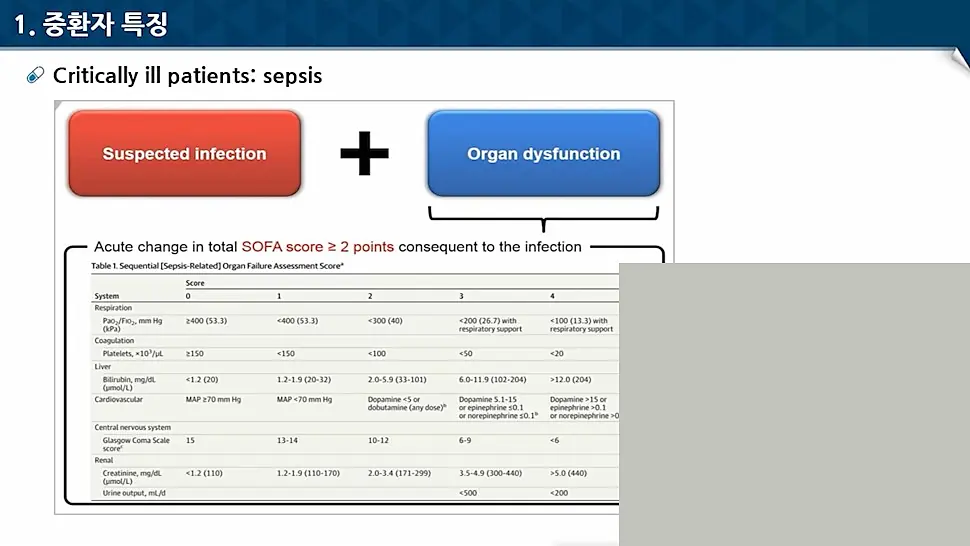 1. 중환자 특징
Critically ill patients: sepsis
Suspected infection
+
Organ dysfunction
Acute change in total SOFA score ≥ 2 points consequent to the infection
Table 1. Sequential [Sepsis-Related] Organ Failure Assessment Scoreᵃ
Score
System 0 1 2 3 4
Respiration
PaO₂/FIO₂, mm Hg ≥400 (53.3) <400 (53.3) <300 (40) <200 (26.7) with <100 (13.3) with
(kPa) respiratory support respiratory support
Coagulation
Platelets, ×10³/μL ≥150 <150 <100 <50 <20
Liver
Bilirubin, mg/dL <1.2 (20) 1.2-1.9 (20-32) 2.0-5.9 (33-101) 6.0-11.9 (102-204) >12.0 (204)
(μmol/L)
Cardiovascular MAP ≥70 mm Hg MAP <70 mm Hg Dopamine <5 or Dopamine 5.1-15 Dopamine >15 or
dobutamine (any dose)ᵇ or epinephrine ≤0.1 epinephrine >0.1
or norepinephrine ≤0.1ᵇ or norepinephrine >0
Central nervous system
Glasgow Coma Scale 15 13-14 10-12 6-9 <6
scoreᶜ
Renal
Creatinine, mg/dL <1.2 (110) 1.2-1.9 (110-170) 2.0-3.4 (171-299) 3.5-4.9 (300-440) >5.0 (440)
(μmol/L)
Urine output, mL/d <500 <200